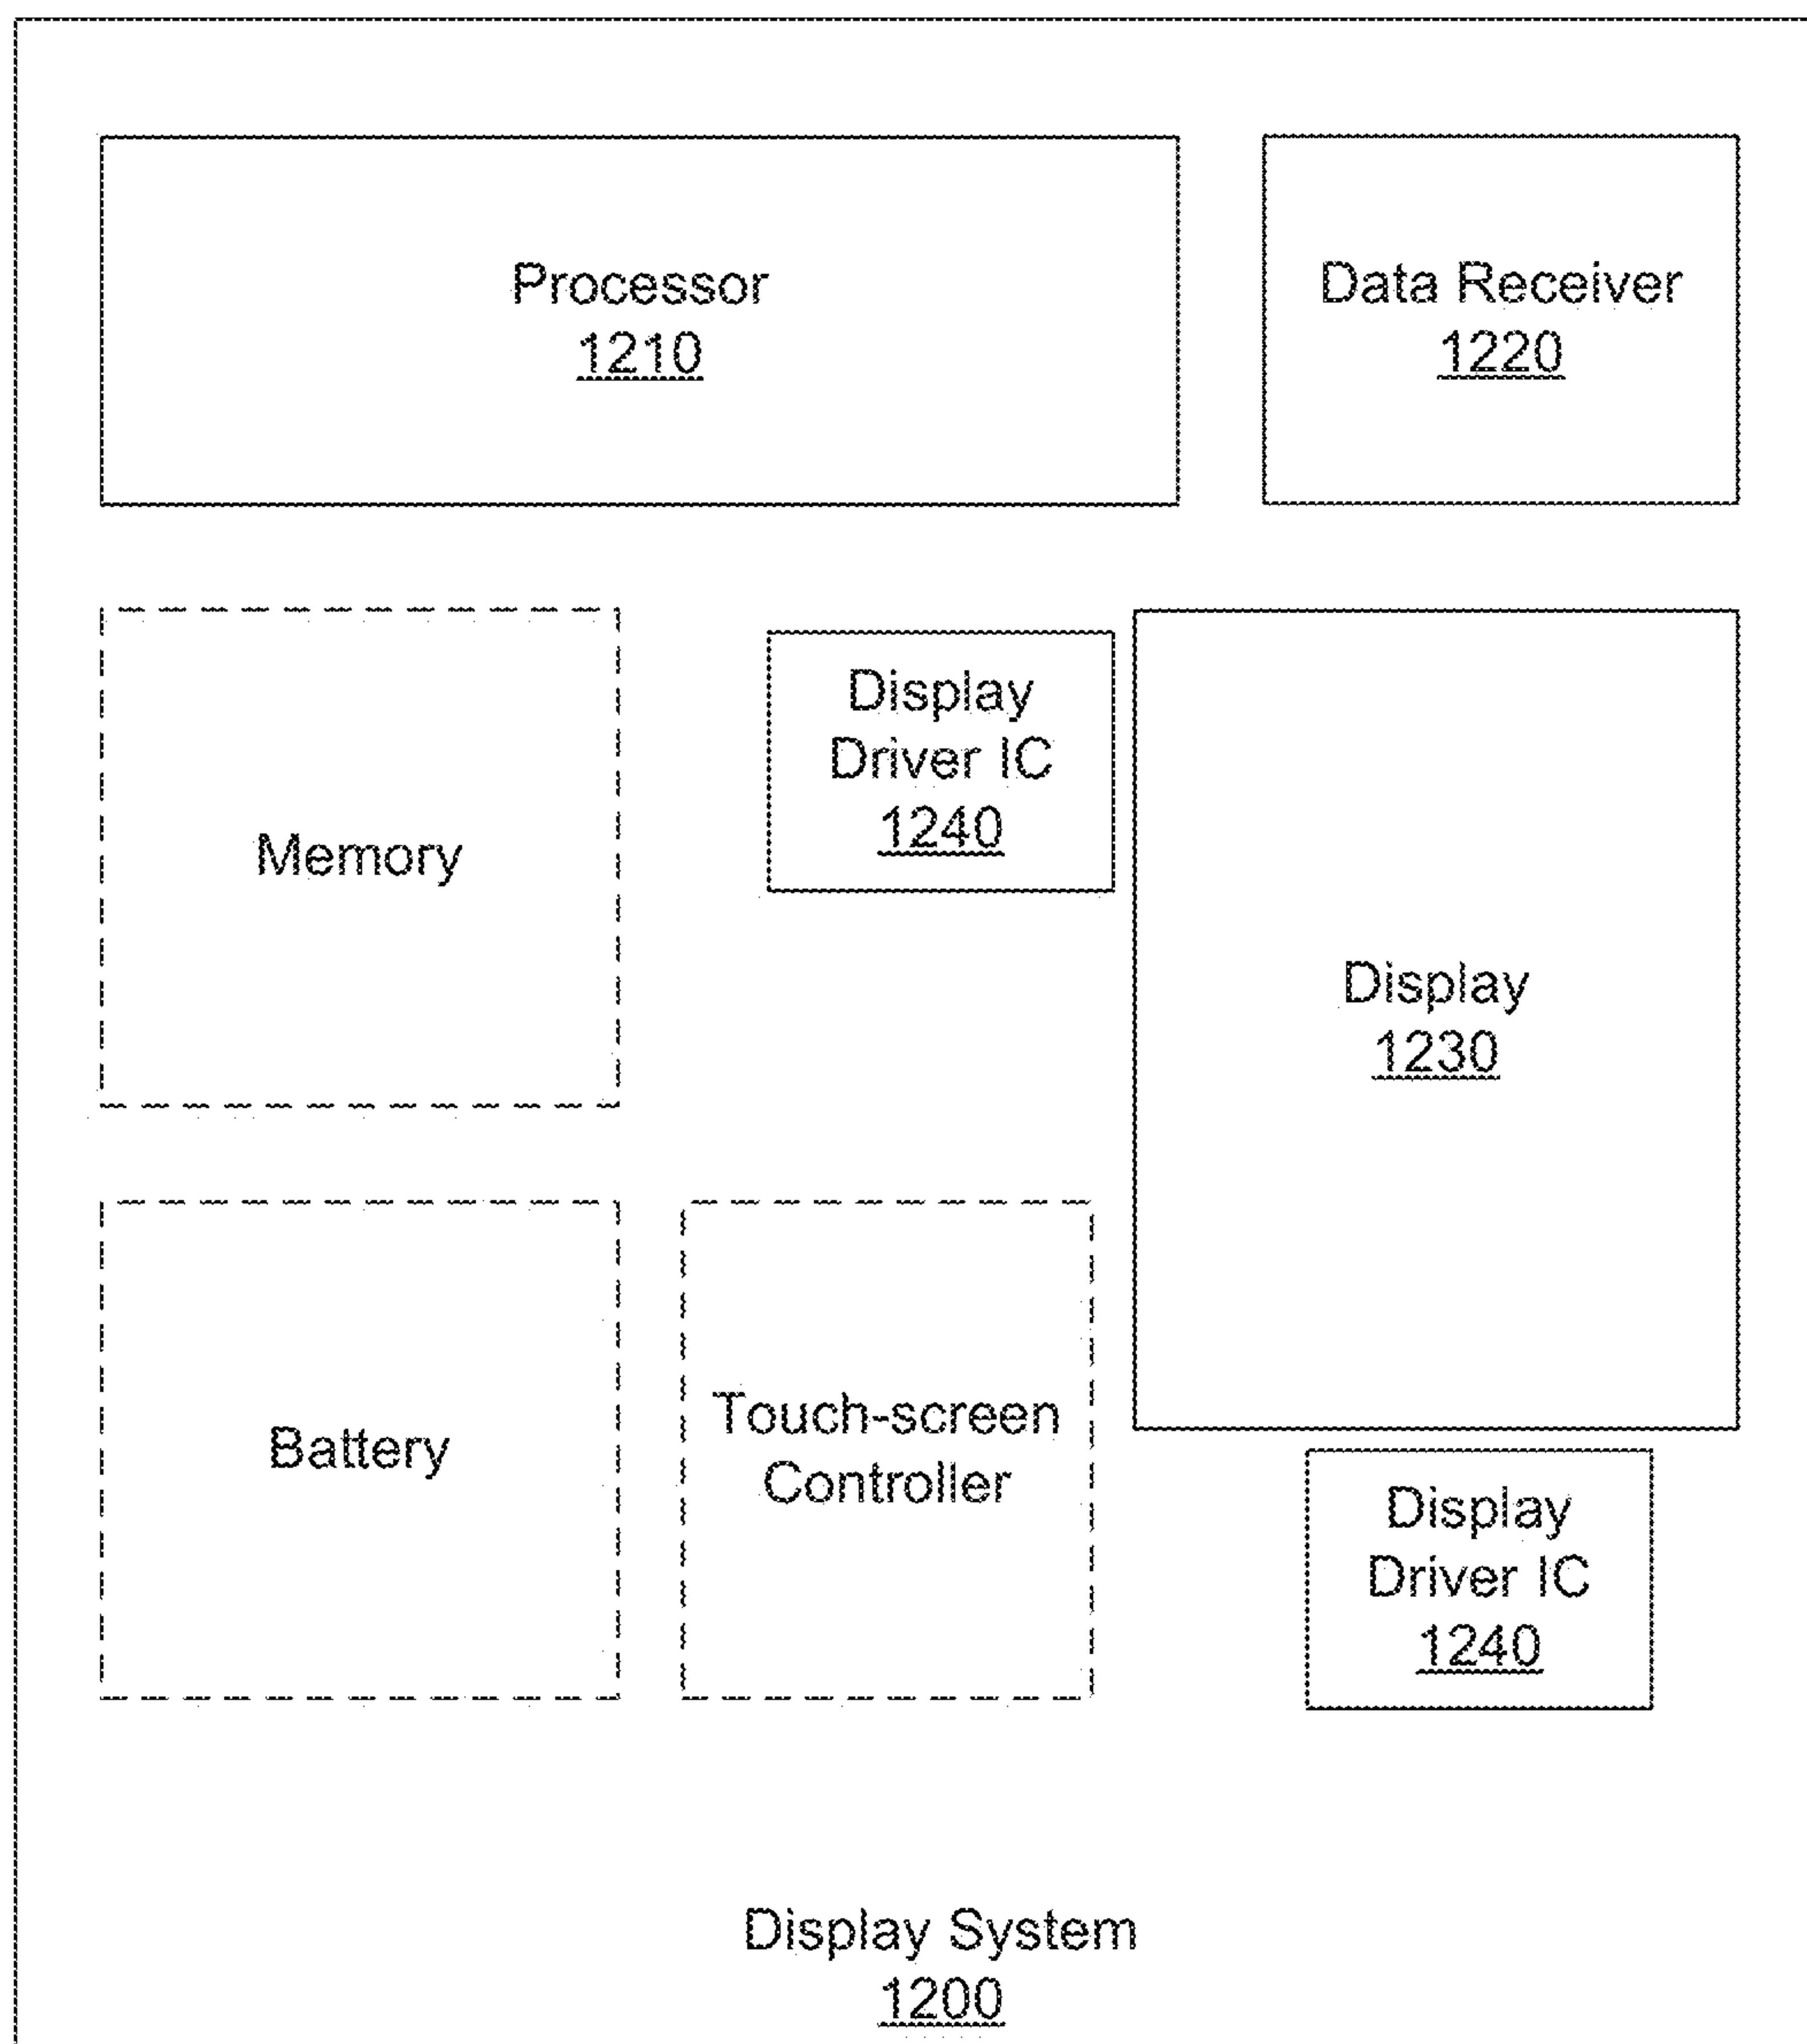 Processor
1210
Data Receiver
1220
Memory
Display
Driver IC
1240
Display
1230
Battery
Touch-screen
Controller
Display
Driver IC
1240
Display System
1200